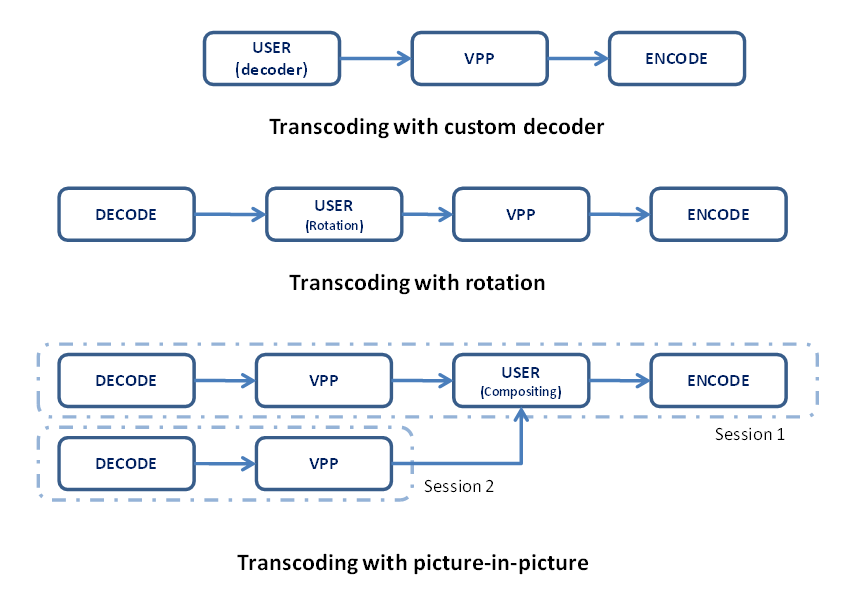 USER
(decoder)
VPP
ENCODE
Transcoding with custom decoder
DECODE
USER
(Rotation)
VPP
ENCODE
Transcoding with rotation
DECODE
VPP
USER
(Compositing)
ENCODE
Session 1
DECODE
VPP
Session 2
Transcoding with picture-in-picture